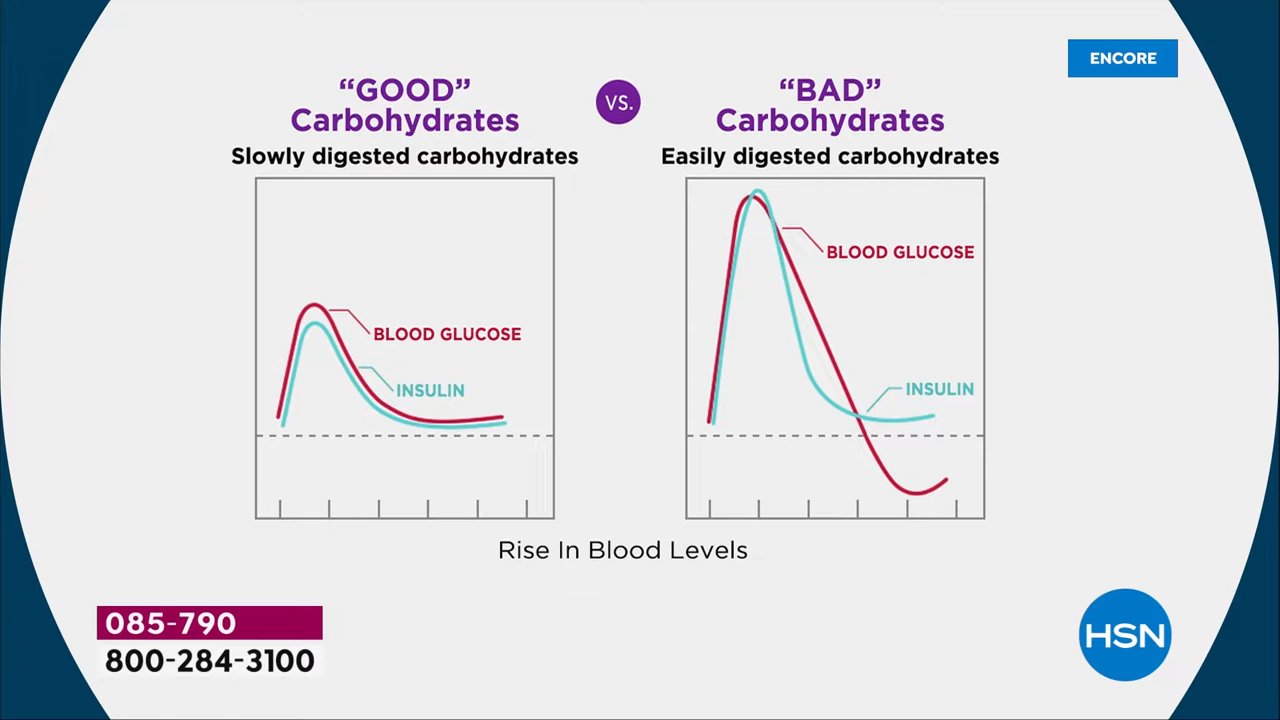 ENCORE
“GOOD”
Carbohydrates
Slowly digested carbohydrates
VS.
“BAD”
Carbohydrates
Easily digested carbohydrates
BLOOD GLUCOSE
INSULIN
BLOOD GLUCOSE
INSULIN
Rise In Blood Levels
085-790
800-284-3100
HSN